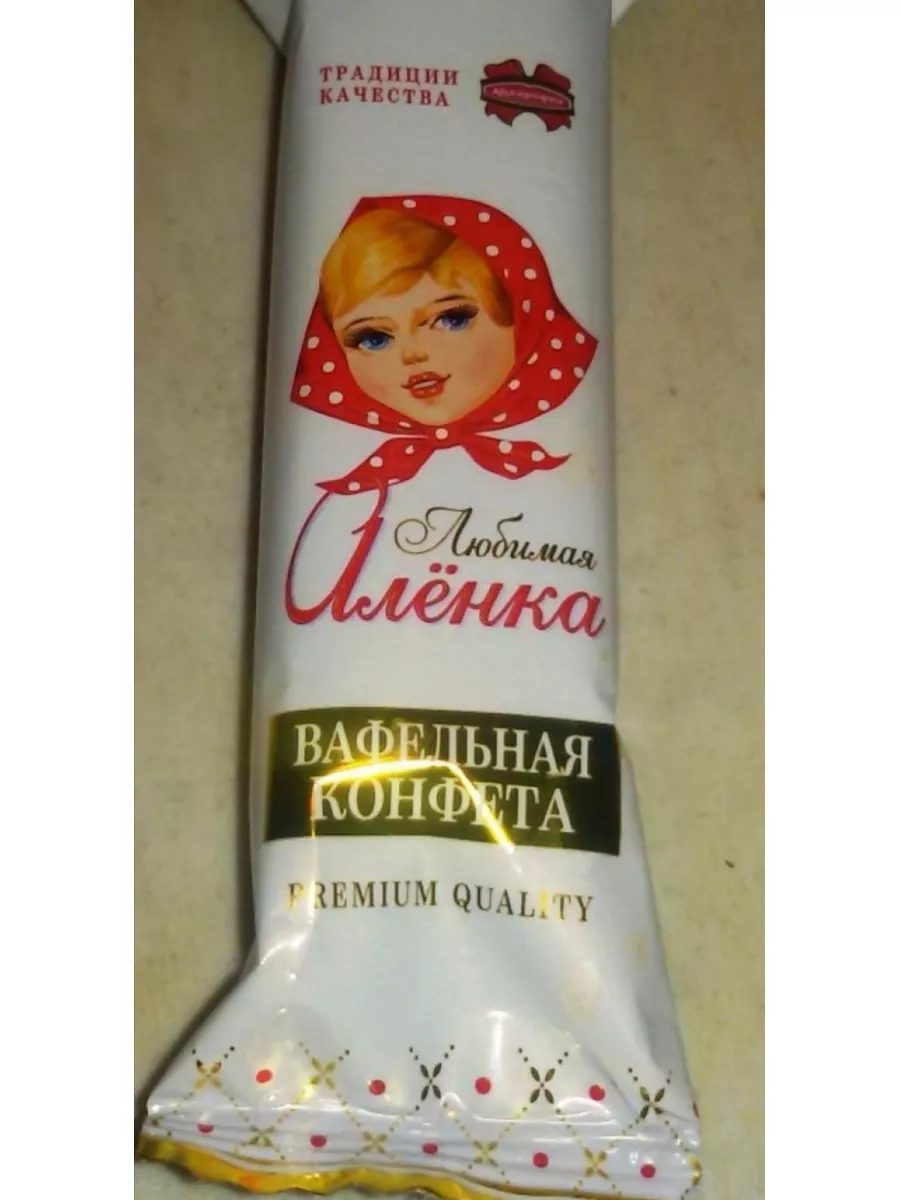 ТРАДИЦИИ
КАЧЕСТВА
Любимая
Алёнка
ВАФЕЛЬНАЯ
КОНФЕТА
PREMIUM QUALITY